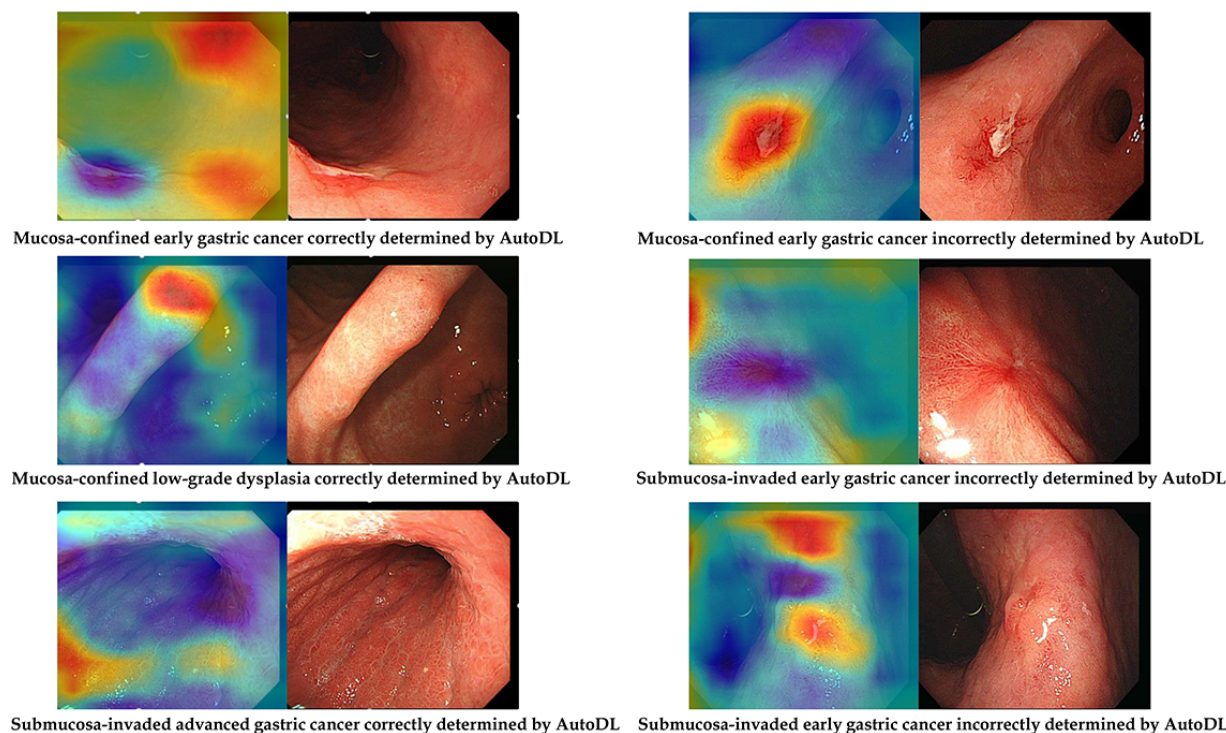 Mucosa-confined early gastric cancer correctly determined by AutoDL
Mucosa-confined early gastric cancer incorrectly determined by AutoDL
Mucosa-confined low-grade dysplasia correctly determined by AutoDL
Submucosa-invaded early gastric cancer incorrectly determined by AutoDL
Submucosa-invaded advanced gastric cancer correctly determined by AutoDL
Submucosa-invaded early gastric cancer incorrectly determined by AutoDL